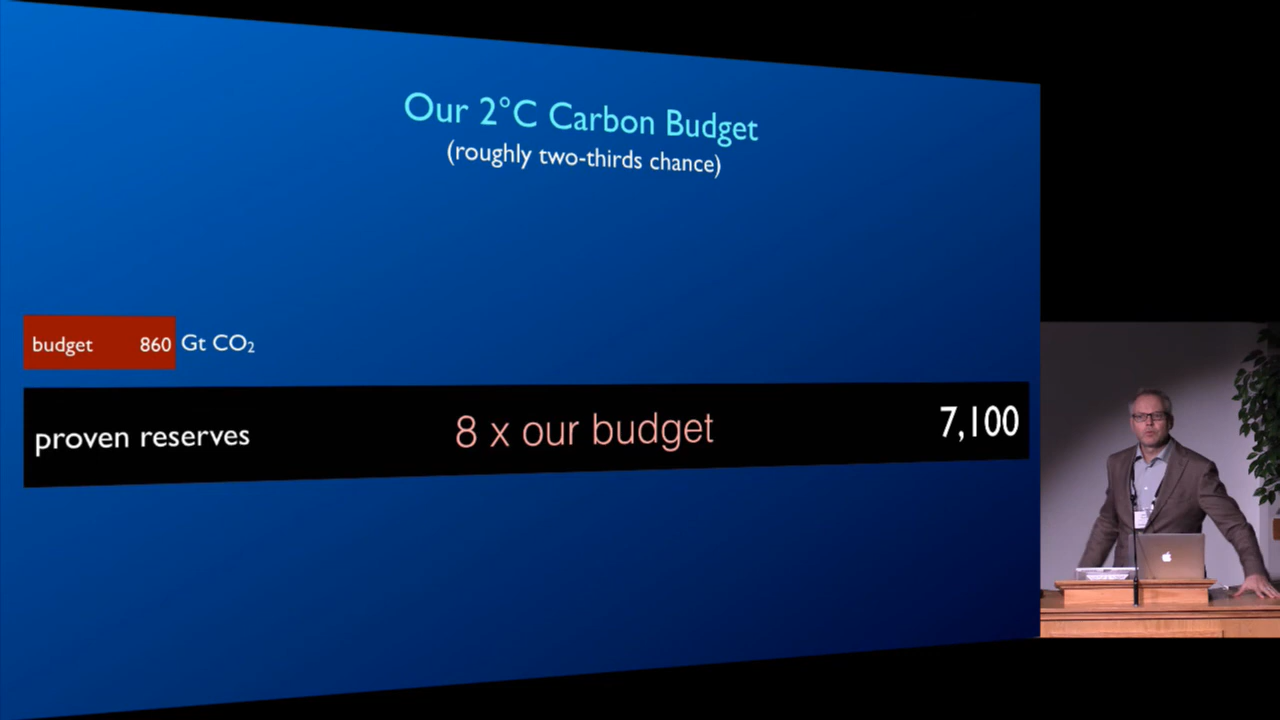 Our 2°C Carbon Budget
(roughly two-thirds chance)
budget 860 Gt CO₂
proven reserves 8 x our budget 7,100